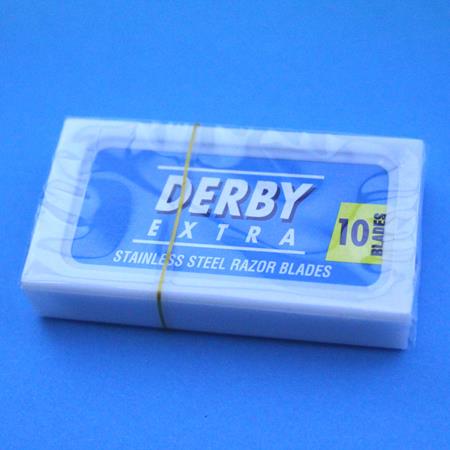 DERBY
EXTRA
STAINLESS STEEL RAZOR BLADES
10 BLADES